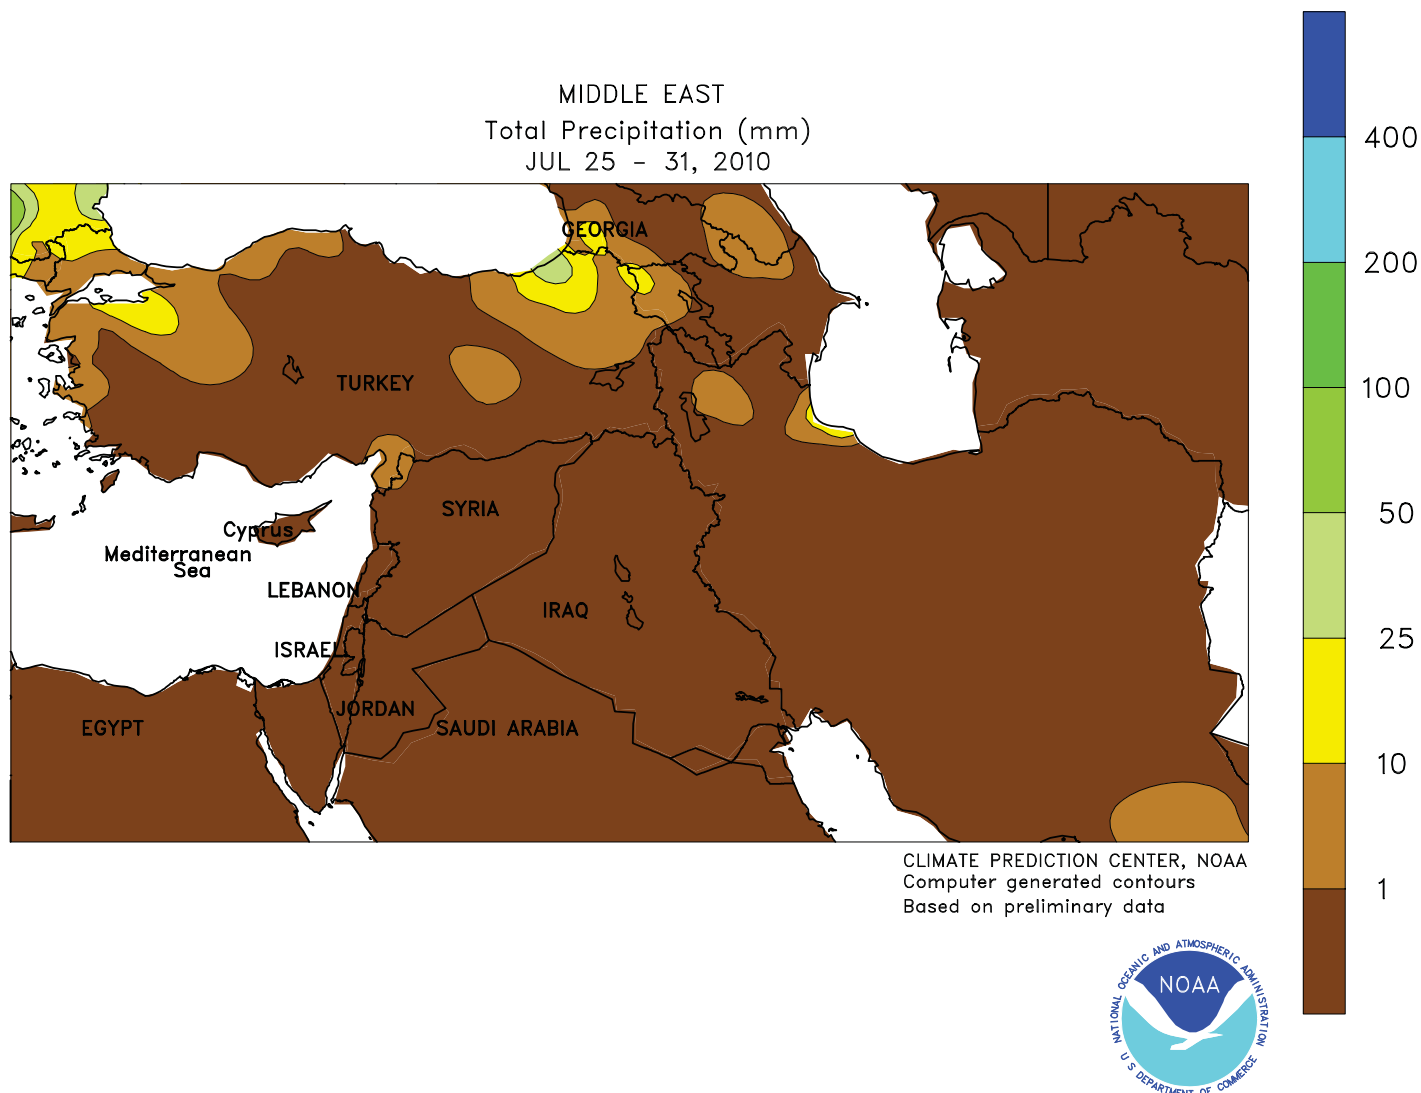 MIDDLE EAST
Total Precipitation (mm)
JUL 25 - 31, 2010
400
200
100
50
25
10
1
GEORGIA
TURKEY
SYRIA
Cyprus
Mediterranean
Sea
LEBANON
IRAQ
ISRAEL
JORDAN
EGYPT
SAUDI ARABIA
CLIMATE PREDICTION CENTER, NOAA
Computer generated contours
Based on preliminary data
NATIONAL OCEANIC AND ATMOSPHERIC ADMINISTRATION
NOAA
U S DEPARTMENT OF COMMERCE